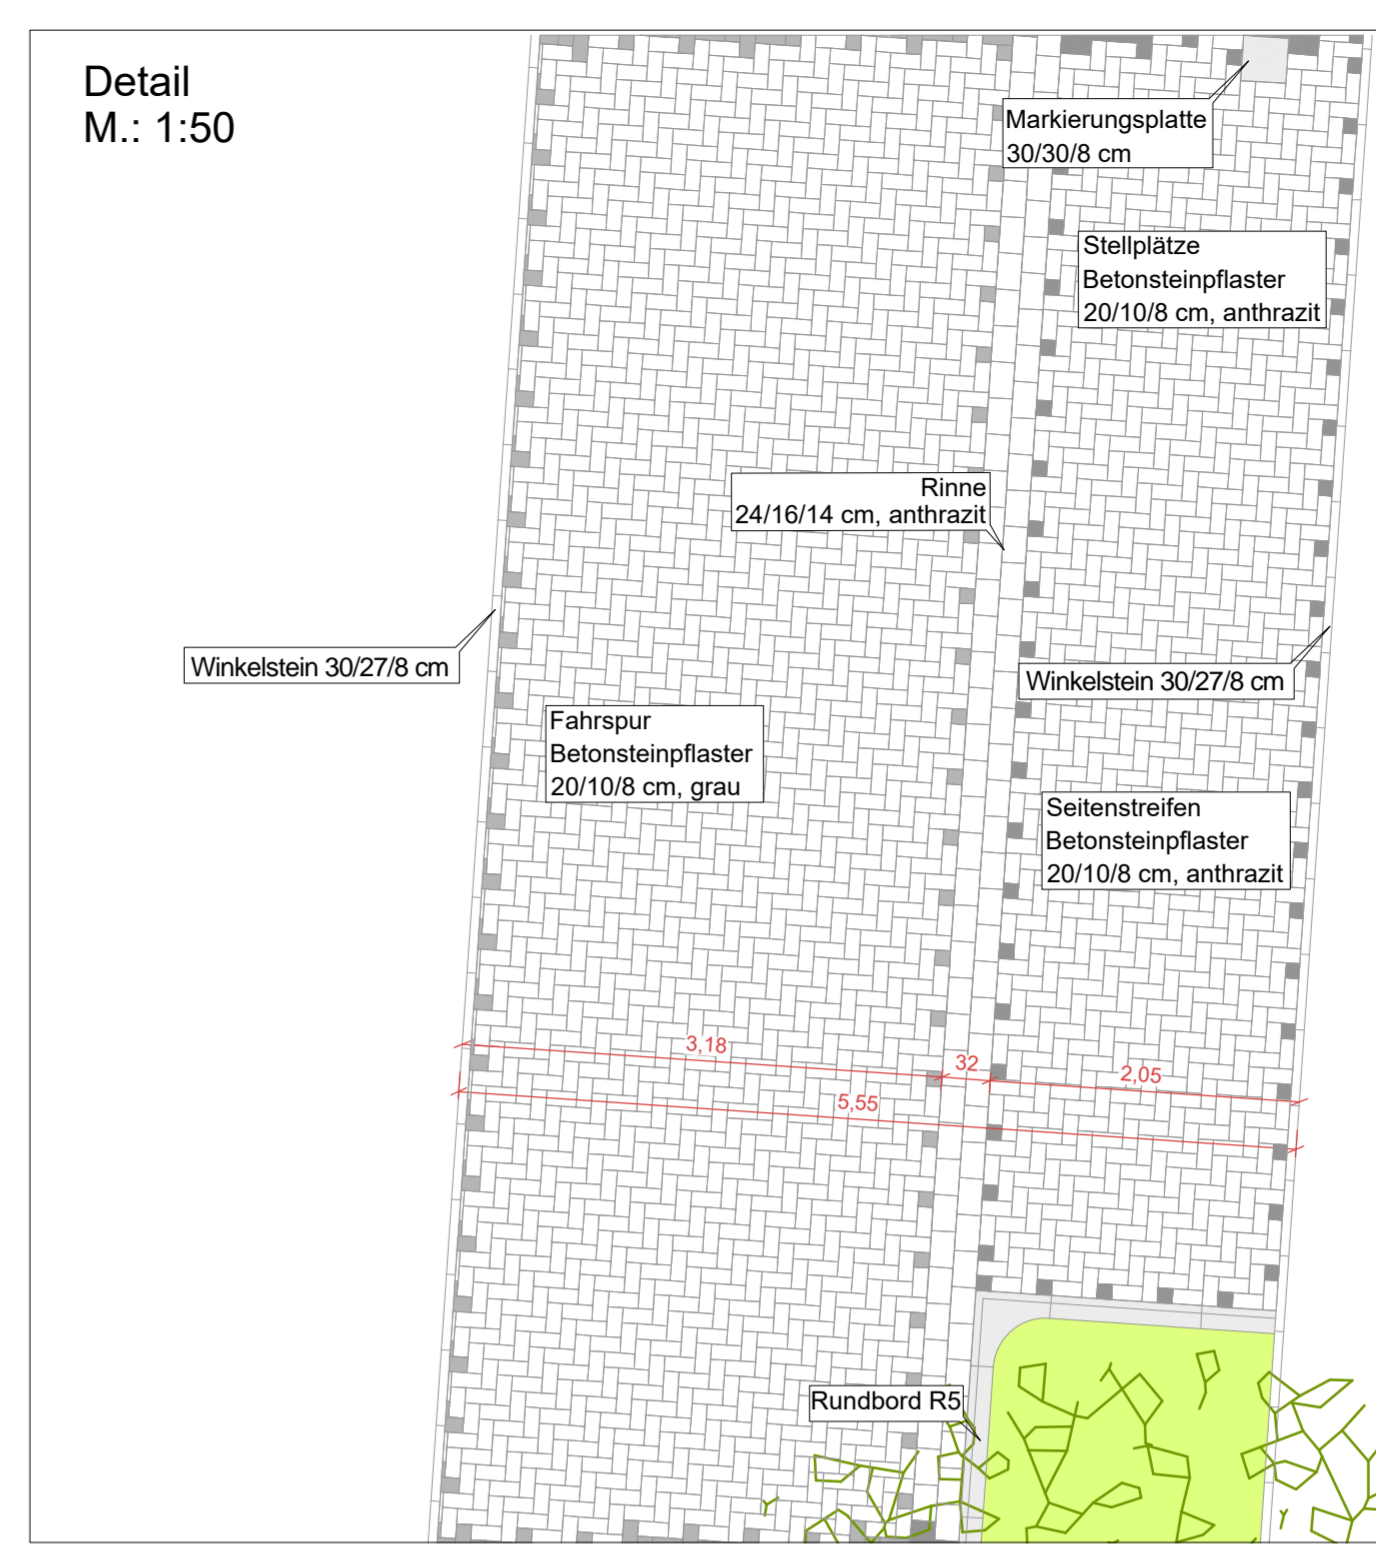 Detail
M.: 1:50
Markierungsplatte
30/30/8 cm
Stellplätze
Betonsteinpflaster
20/10/8 cm, anthrazit
Rinne
24/16/14 cm, anthrazit
Winkelstein 30/27/8 cm
Winkelstein 30/27/8 cm
Fahrspur
Betonsteinpflaster
20/10/8 cm, grau
Seitenstreifen
Betonsteinpflaster
20/10/8 cm, anthrazit
3,18
32
2,05
5,55
Rundbord R5